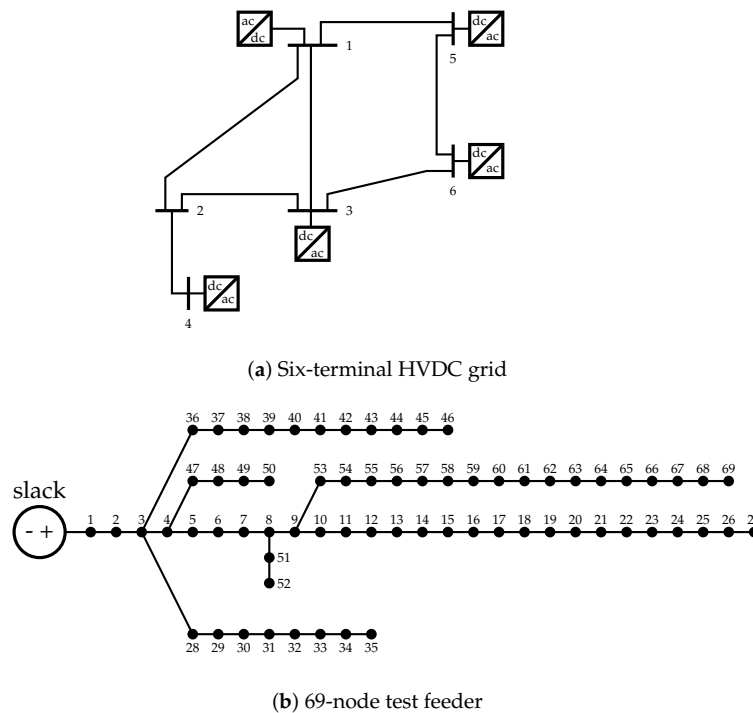 ac
dc
1
dc
ac
5
dc
ac
6
2
3
dc
ac
dc
ac
4
(a) Six-terminal HVDC grid
36 37 38 39 40 41 42 43 44 45 46
47 48 49 50 53 54 55 56 57 58 59 60 61 62 63 64 65 66 67 68 69
slack
- +
1 2 3 4 5 6 7 8 9 10 11 12 13 14 15 16 17 18 19 20 21 22 23 24 25 26
51
52
28 29 30 31 32 33 34 35
(b) 69-node test feeder